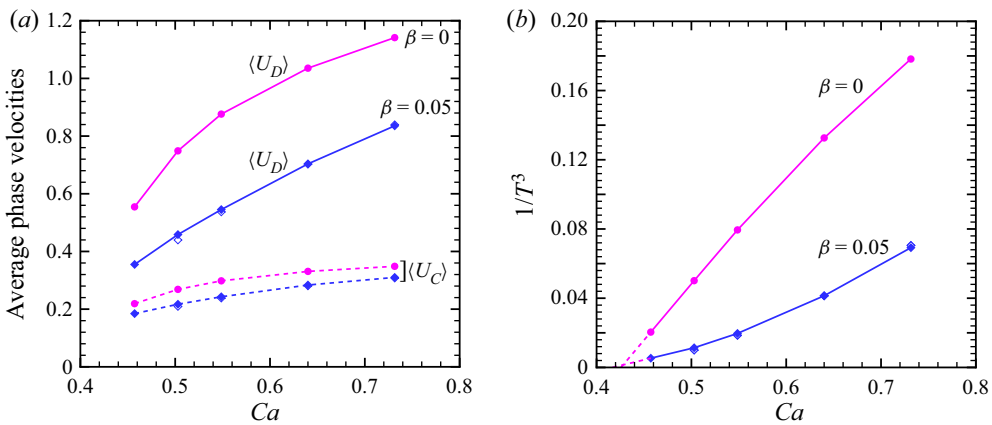 (a)
Average phase velocities
1.2
1.0
0.8
0.6
0.4
0.2
0
0.4
0.5
0.6
0.7
0.8
Ca
⟨U_D⟩
β = 0
β = 0.05
⟨U_D⟩
]⟨U_C⟩
(b)
1/T³
0.20
0.16
0.12
0.08
0.04
0
0.4
0.5
0.6
0.7
0.8
Ca
β = 0
β = 0.05